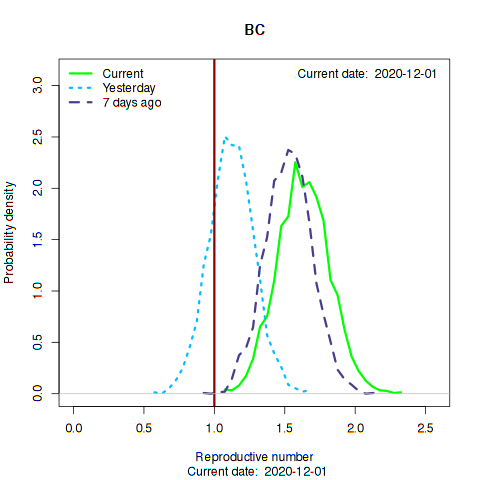 BC
Current
Yesterday
7 days ago
Current date:  2020-12-01
3.0
2.5
2.0
1.5
1.0
0.5
0.0
Probability density
0.0 0.5 1.0 1.5 2.0 2.5
Reproductive number
Current date:  2020-12-01